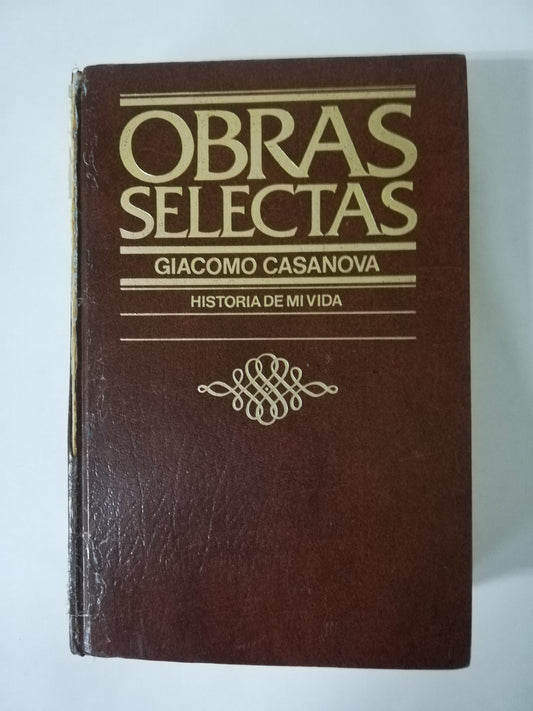 OBRAS
SELECTAS
GIACOMO CASANOVA
HISTORIA DE MI VIDA